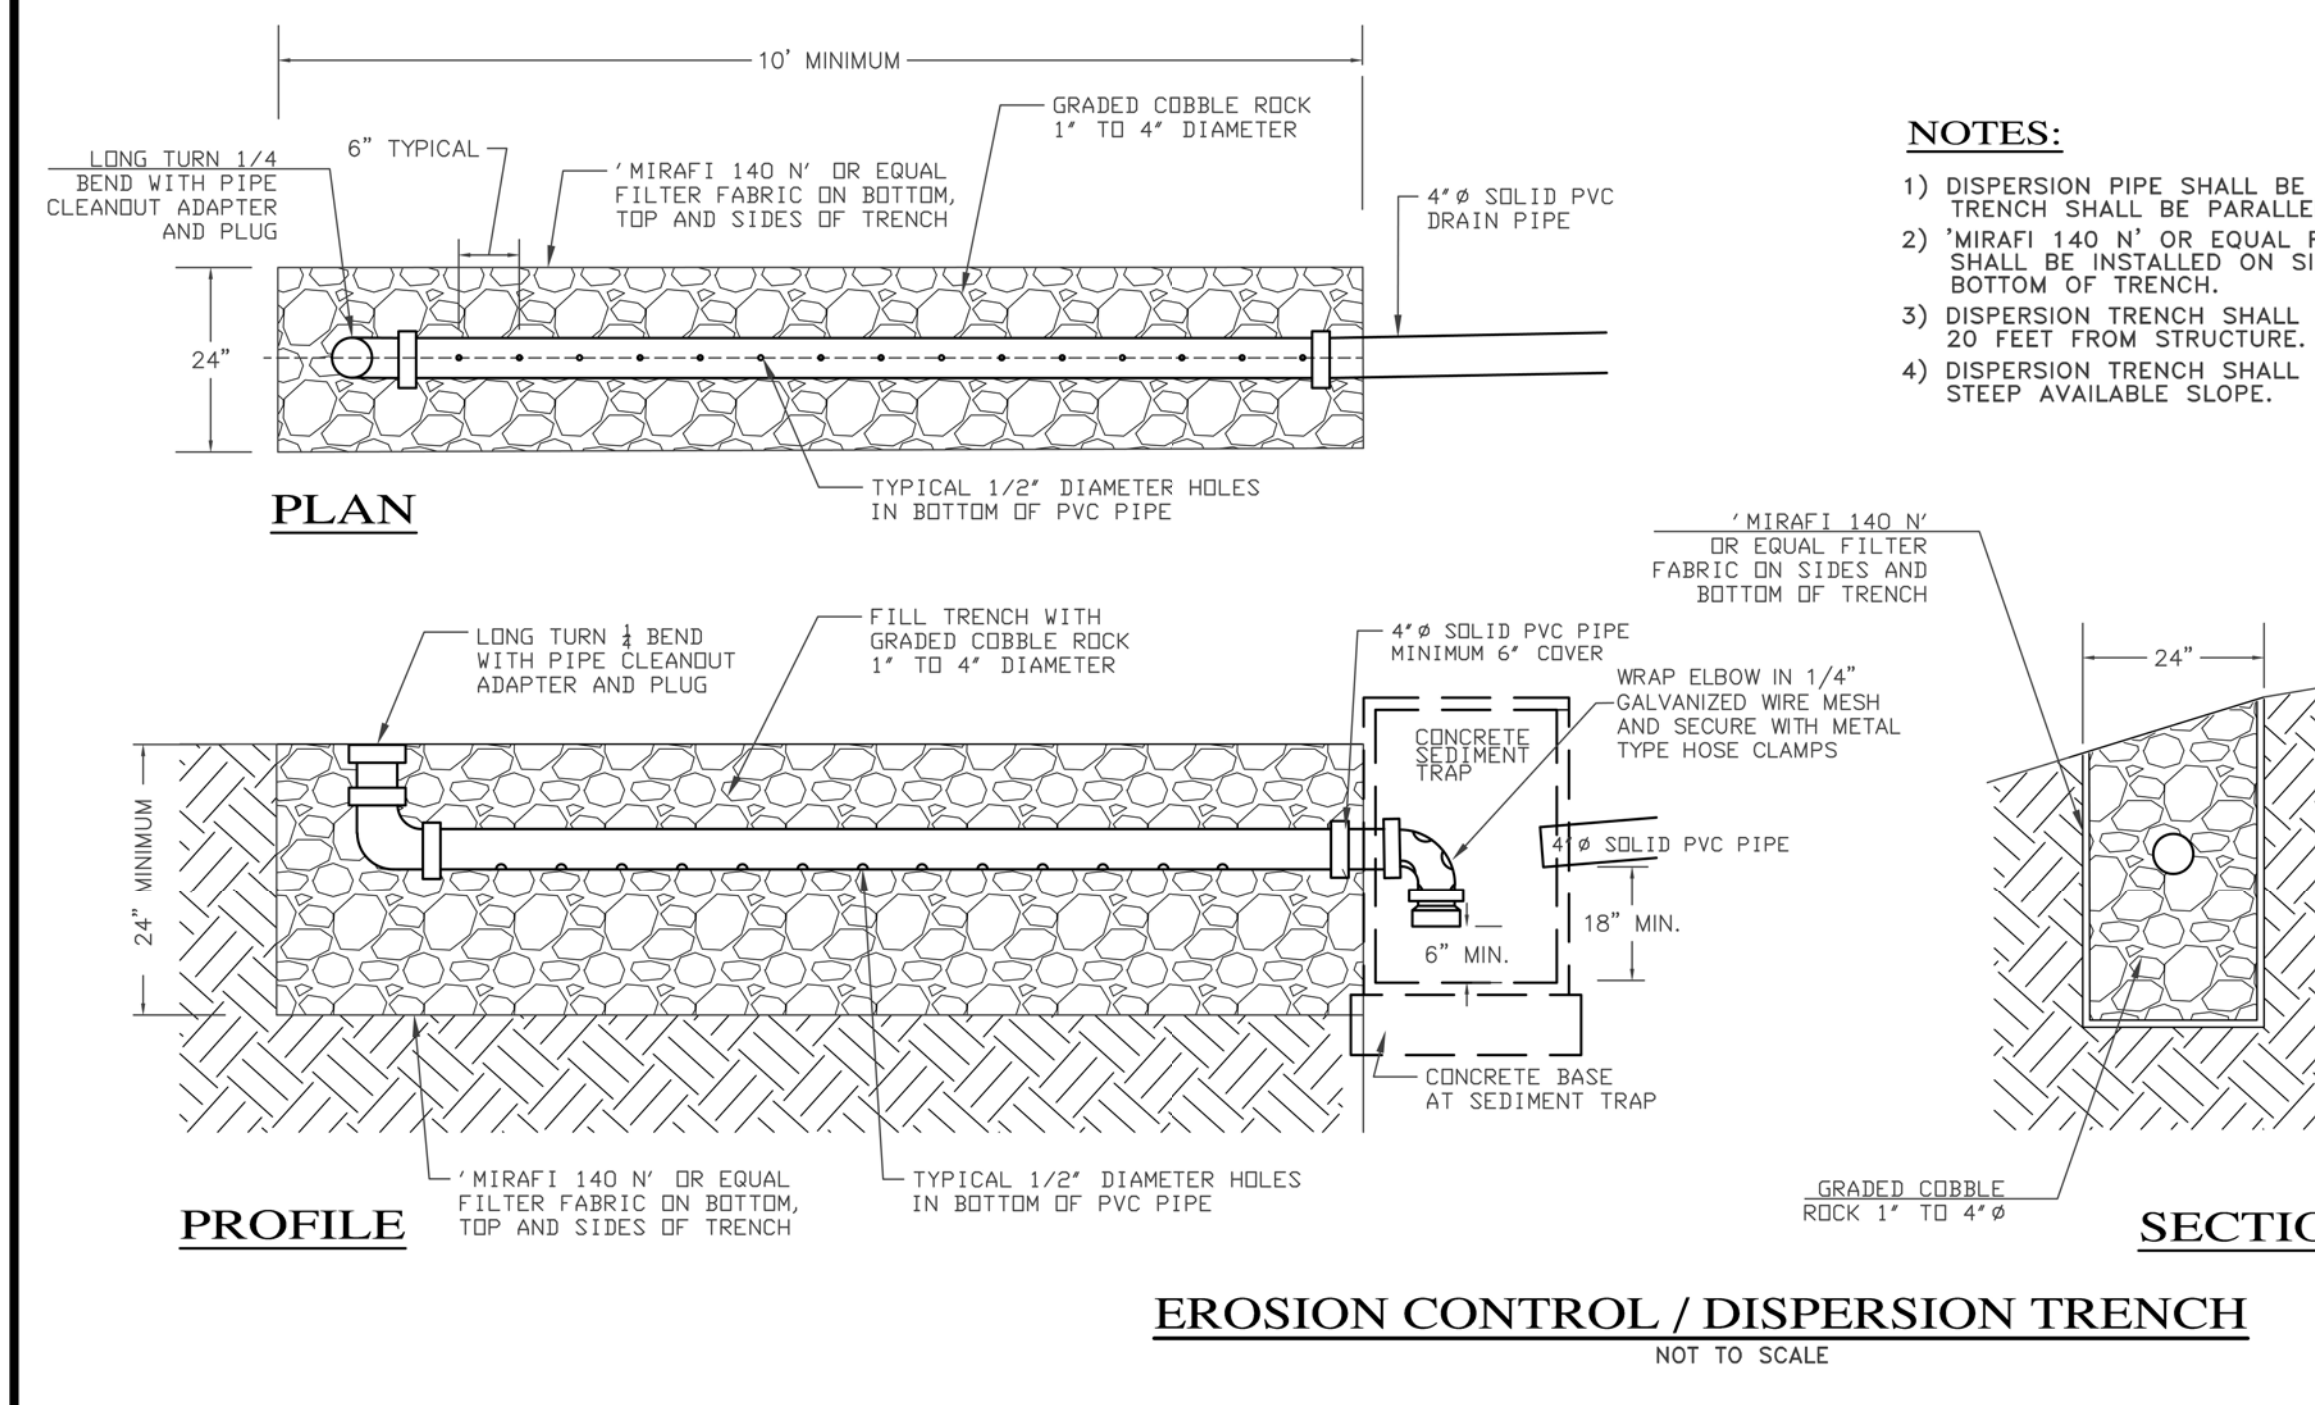 10' MINIMUM
GRADED COBBLE ROCK
1" TO 4" DIAMETER
6" TYPICAL
LONG TURN 1/4
BEND WITH PIPE
CLEANOUT ADAPTER
AND PLUG
'MIRAFI 140 N' OR EQUAL
FILTER FABRIC ON BOTTOM,
TOP AND SIDES OF TRENCH
4"ø SOLID PVC
DRAIN PIPE
24"
TYPICAL 1/2" DIAMETER HOLES
IN BOTTOM OF PVC PIPE
PLAN
NOTES:
1) DISPERSION PIPE SHALL BE
TRENCH SHALL BE PARALLE
2) 'MIRAFI 140 N' OR EQUAL F
SHALL BE INSTALLED ON SI
BOTTOM OF TRENCH.
3) DISPERSION TRENCH SHALL
20 FEET FROM STRUCTURE.
4) DISPERSION TRENCH SHALL
STEEP AVAILABLE SLOPE.
LONG TURN 1/4 BEND
WITH PIPE CLEANOUT
ADAPTER AND PLUG
FILL TRENCH WITH
GRADED COBBLE ROCK
1" TO 4" DIAMETER
4"ø SOLID PVC PIPE
MINIMUM 6" COVER
WRAP ELBOW IN 1/4"
GALVANIZED WIRE MESH
AND SECURE WITH METAL
TYPE HOSE CLAMPS
CONCRETE
SEDIMENT
TRAP
4"ø SOLID PVC PIPE
24" MINIMUM
18" MIN.
6" MIN.
CONCRETE BASE
AT SEDIMENT TRAP
'MIRAFI 140 N' OR EQUAL
FILTER FABRIC ON BOTTOM,
TOP AND SIDES OF TRENCH
TYPICAL 1/2" DIAMETER HOLES
IN BOTTOM OF PVC PIPE
PROFILE
'MIRAFI 140 N'
OR EQUAL FILTER
FABRIC ON SIDES AND
BOTTOM OF TRENCH
24"
GRADED COBBLE
ROCK 1" TO 4"ø
SECTIO
EROSION CONTROL / DISPERSION TRENCH
NOT TO SCALE